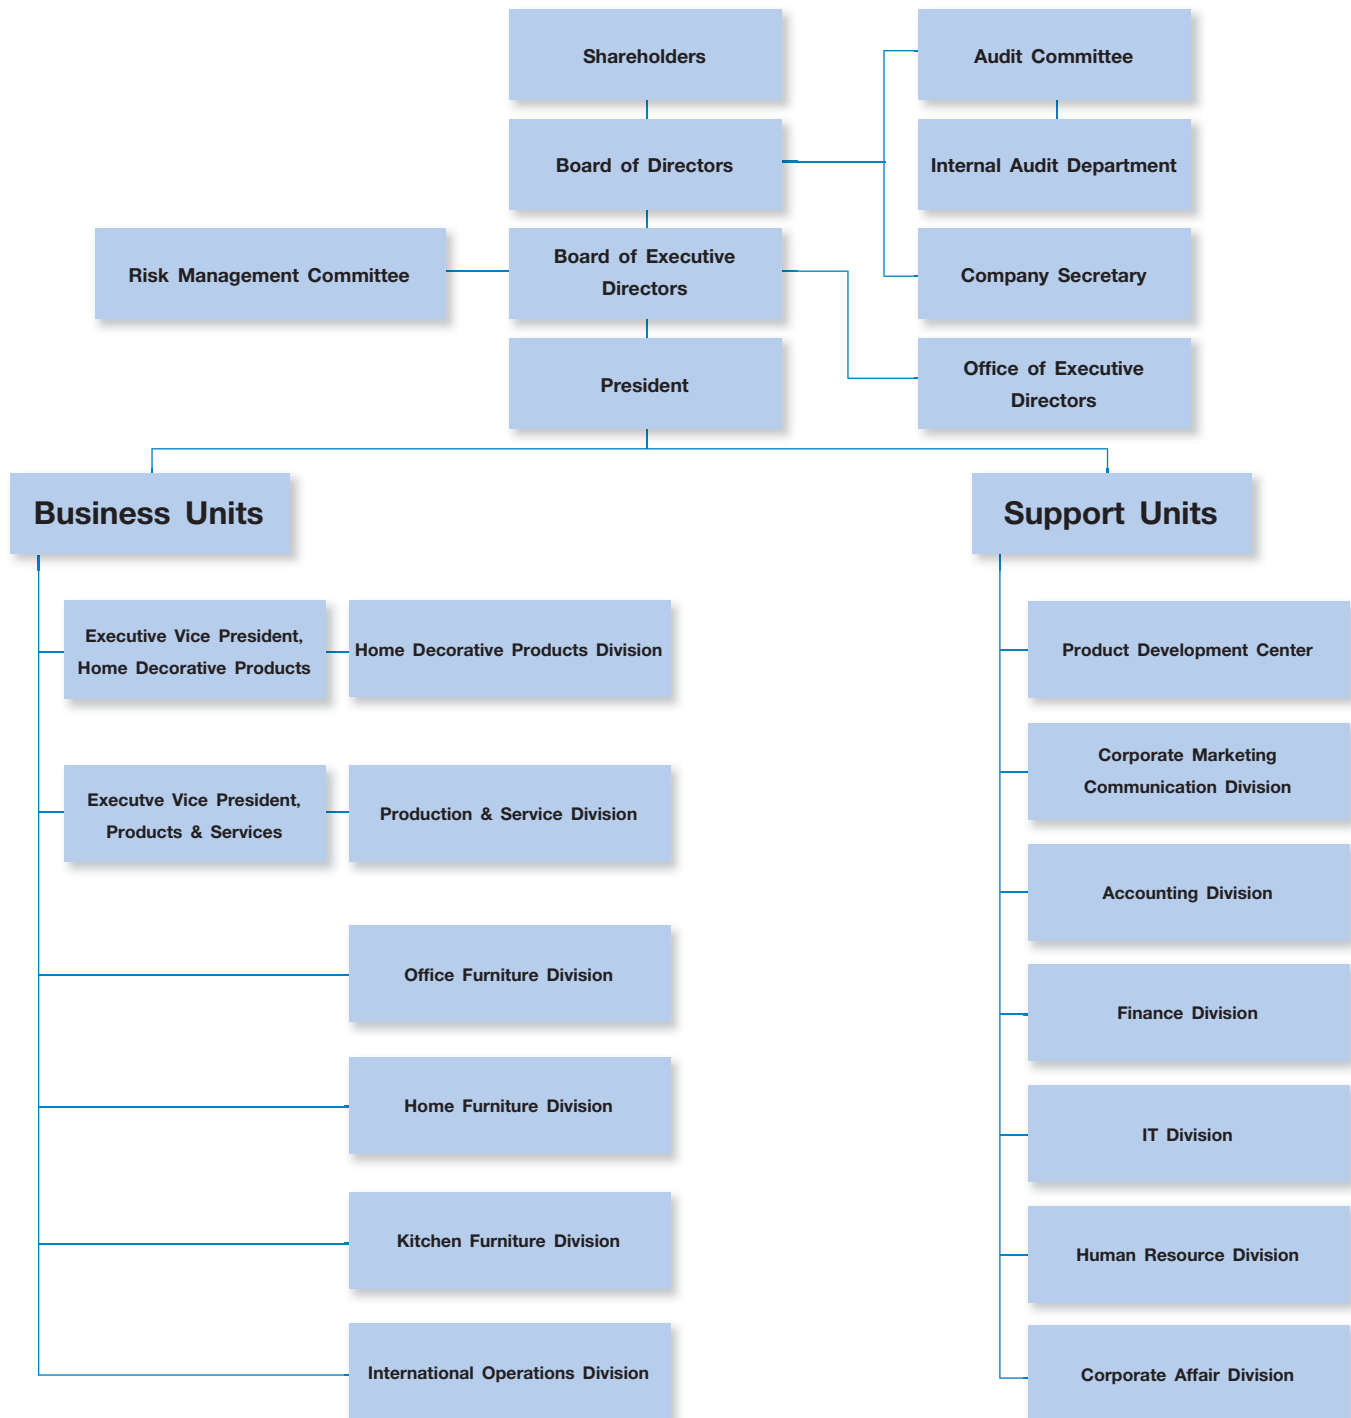 Shareholders
Audit Committee
Board of Directors
Internal Audit Department
Risk Management Committee
Board of Executive
Directors
Company Secretary
President
Office of Executive
Directors
Business Units
Support Units
Executive Vice President,
Home Decorative Products
Home Decorative Products Division
Executve Vice President,
Products & Services
Production & Service Division
Office Furniture Division
Home Furniture Division
Kitchen Furniture Division
International Operations Division
Product Development Center
Corporate Marketing
Communication Division
Accounting Division
Finance Division
IT Division
Human Resource Division
Corporate Affair Division